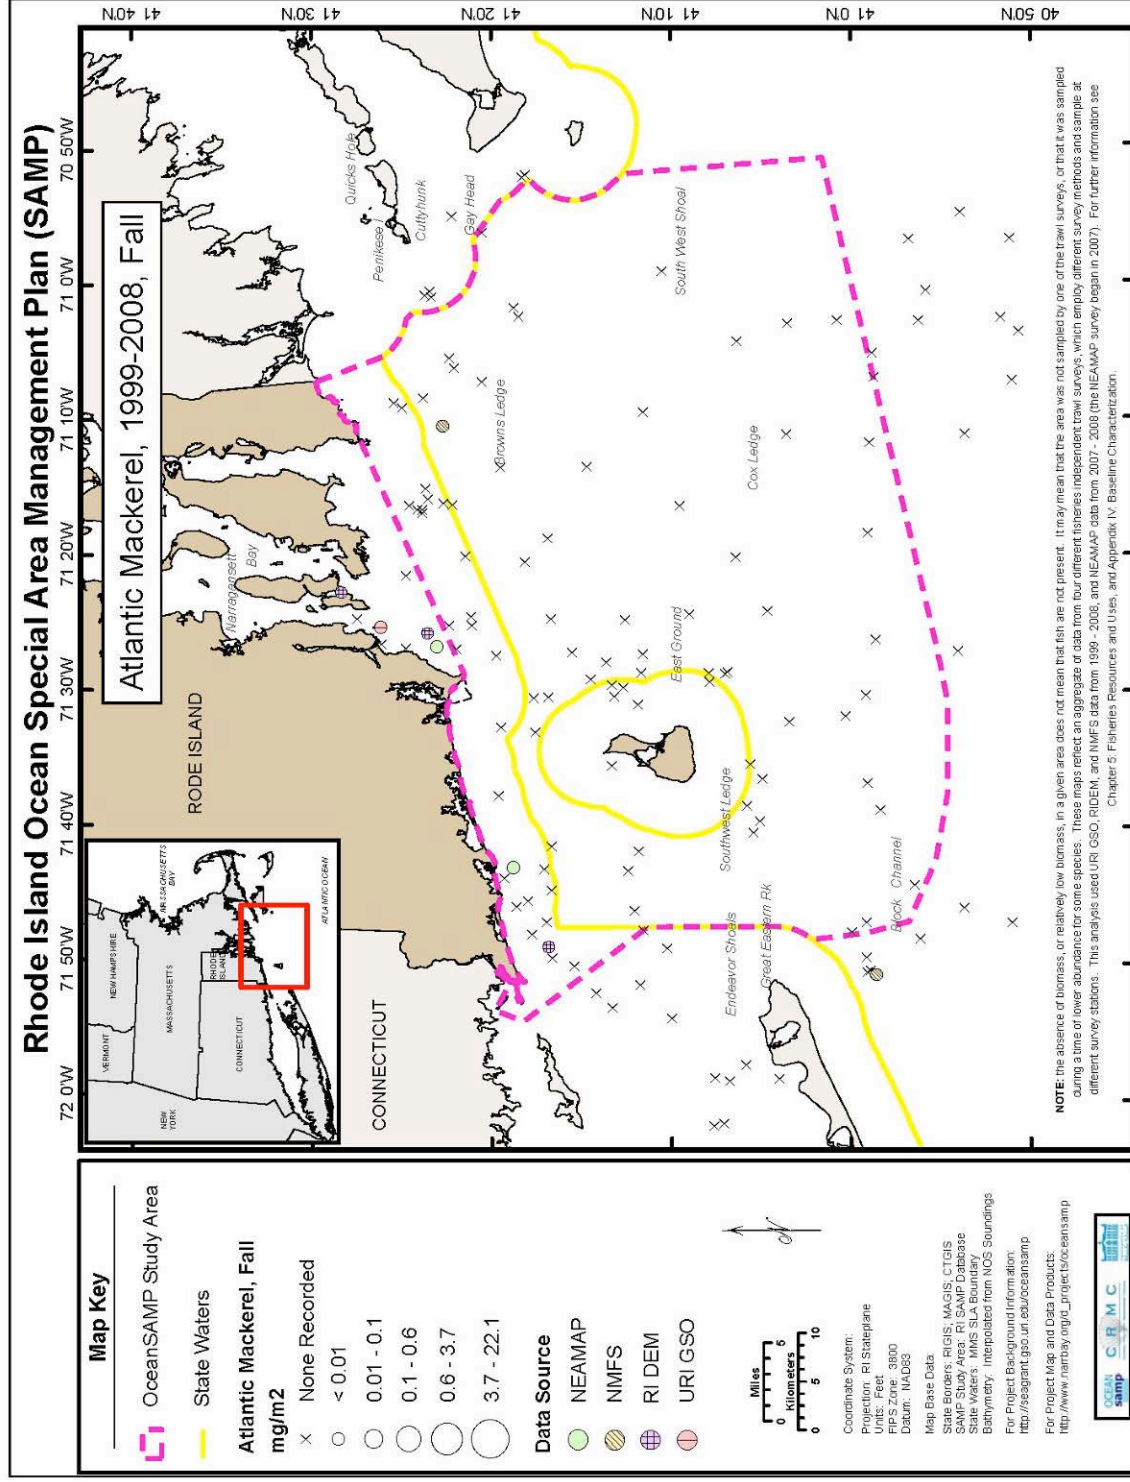 Rhode Island Ocean Special Area Management Plan (SAMP)
Map Key
OceanSAMP Study Area
State Waters
Atlantic Mackerel, Fall
mg/m2
None Recorded
< 0.01
0.01 - 0.1
0.1 - 0.6
0.6 - 3.7
3.7 - 22.1
Data Source
NEAMAP
NMFS
RI DEM
URI GSO
Miles
0 5
Kilometers
0 5 10
N
Coordinate System:
Projection: RI Stateplane
Units: Feet
FIPS Zone: 3800
Datum: NAD83
Map Base Data:
State Borders: RIGIS; MAGIS; CTGIS
SAMP Study Area: RI SAMP Database
State Waters: MMS SLA Boundary
Bathymetry: Interpolated from NOS Soundings
For Project Background Information:
http://seagrant.gso.uri.edu/oceansamp
For Project Map and Data Products:
http://www.narrbay.org/d_projects/oceansamp
OCEAN
samp
C R M C
72 0'W
71 50'W
71 40'W
71 30'W
71 20'W
71 10'W
71 0'W
70 50'W
41 40'N
41 30'N
41 20'N
41 10'N
41 0'N
40 50'N
Atlantic Mackerel, 1999-2008, Fall
VERMONT
NEW HAMPSHIRE
NEW
YORK
MASSACHUSETTS
MASSACHUSETTS
BAY
CONNECTICUT
RHODE
ISLAND
ATLANTIC OCEAN
RODE ISLAND
CONNECTICUT
Narragansett
Bay
Quicks Hole
Penikese I
Cuttyhunk
Gay Head
Browns Ledge
South West Shoal
Cox Ledge
East Ground
Southwest Ledge
Endeavor Shoals
Great Eastern Rk
Block Channel
NOTE: the absence of biomass, or relatively low biomass, in a given area does not mean that fish are not present. It may mean that the area was not sampled by one of the trawl surveys, or that it was sampled
during a time of lower abundance for some species. These maps reflect an aggregate of data from four different fisheries independent trawl surveys, which employ different survey methods and sample at
different survey stations. This analysis used URI GSO, RIDEM, and NMFS data from 1999 - 2008, and NEAMAP data from 2007 - 2008 (the NEAMAP survey began in 2007). For further information see
Chapter 5: Fisheries Resources and Uses, and Appendix IV: Baseline Characterization.